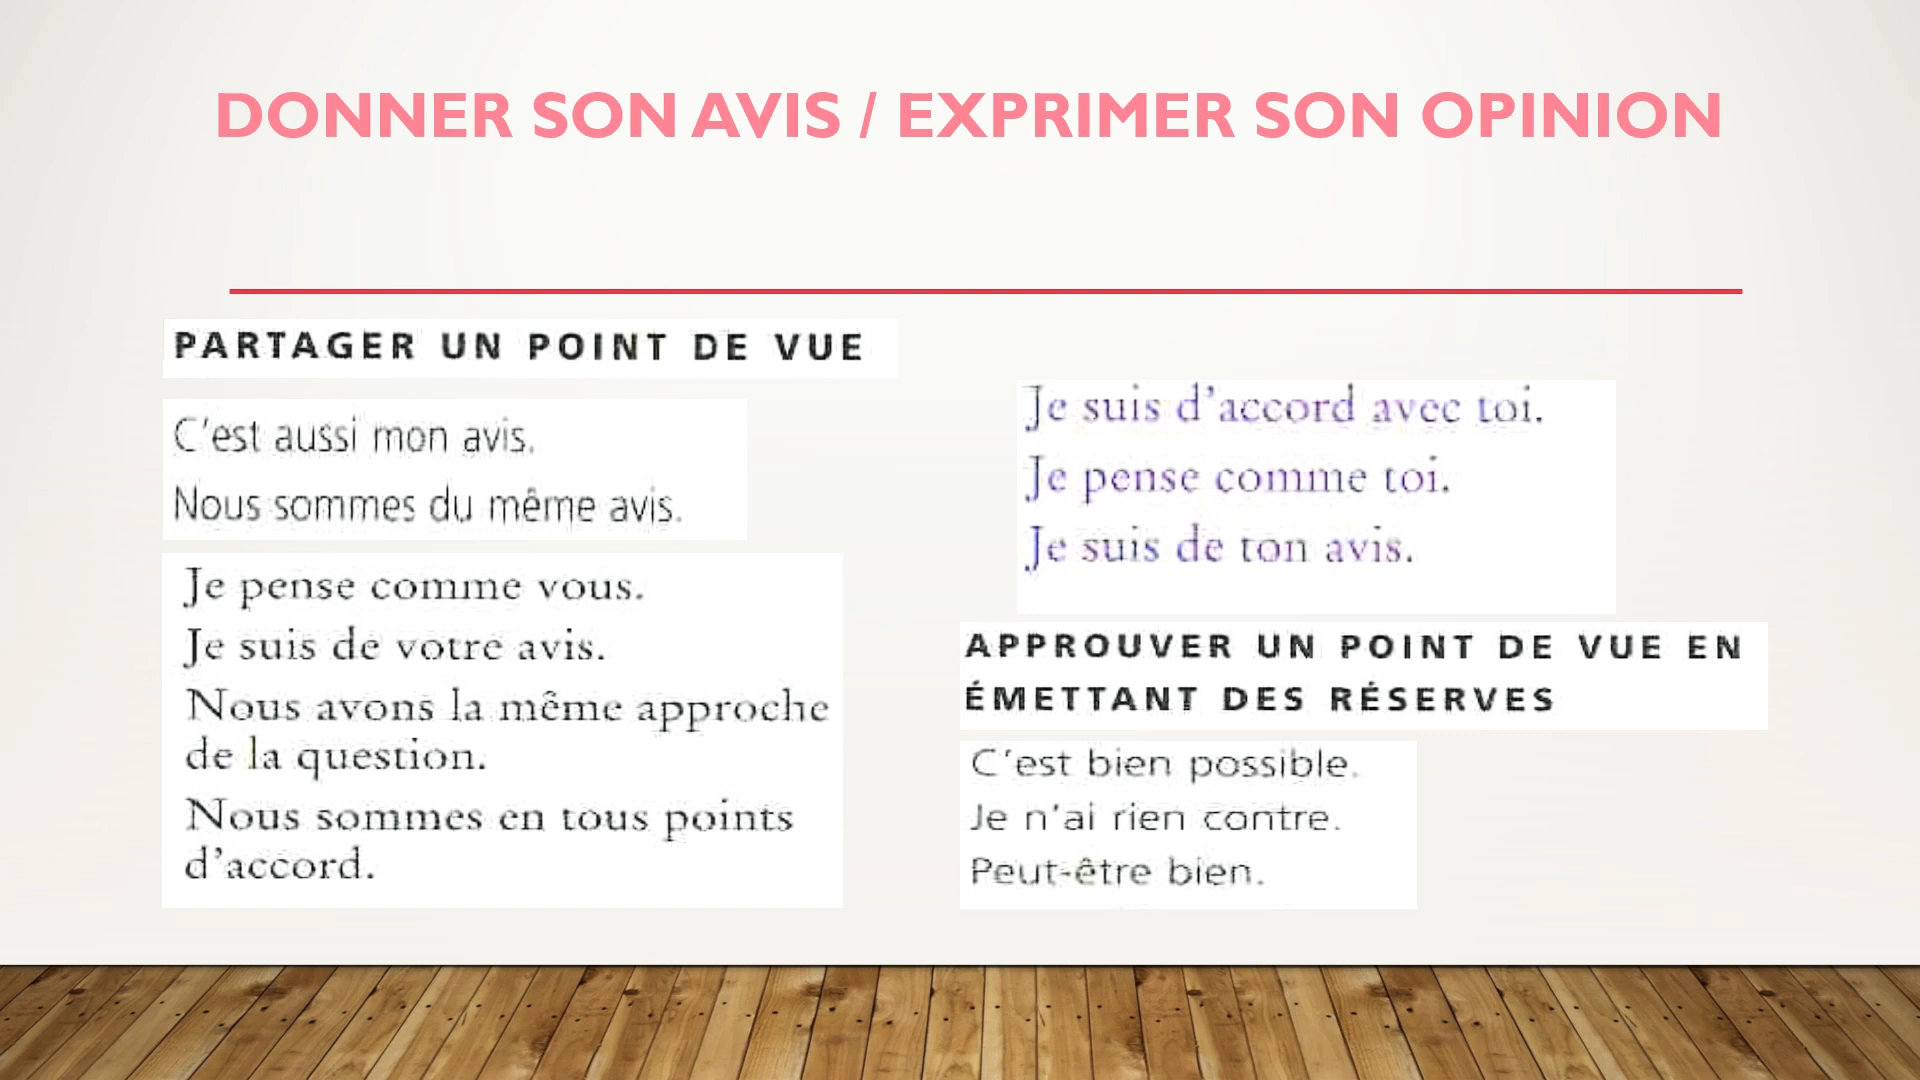 DONNER SON AVIS / EXPRIMER SON OPINION
PARTAGER UN POINT DE VUE
C'est aussi mon avis.
Nous sommes du même avis.
Je pense comme vous.
Je suis de votre avis.
Nous avons la même approche
de la question.
Nous sommes en tous points
d'accord.
Je suis d'accord avec toi.
Je pense comme toi.
Je suis de ton avis.
APPROUVER UN POINT DE VUE EN
ÉMETTANT DES RÉSERVES
C'est bien possible.
Je n'ai rien contre.
Peut-être bien.